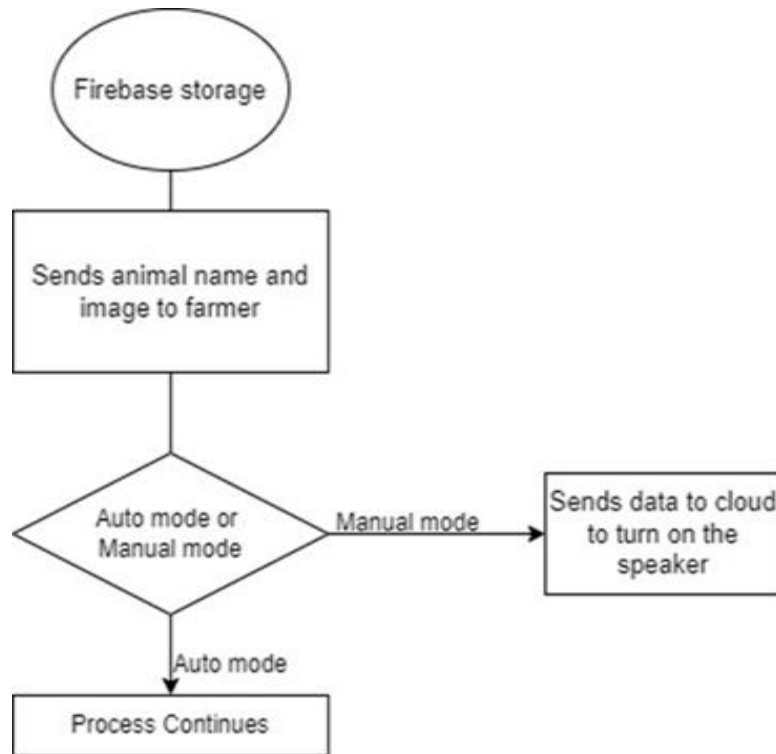 Firebase storage
Sends animal name and
image to farmer
Auto mode or
Manual mode
Manual mode
Sends data to cloud
to turn on the
speaker
Auto mode
Process Continues